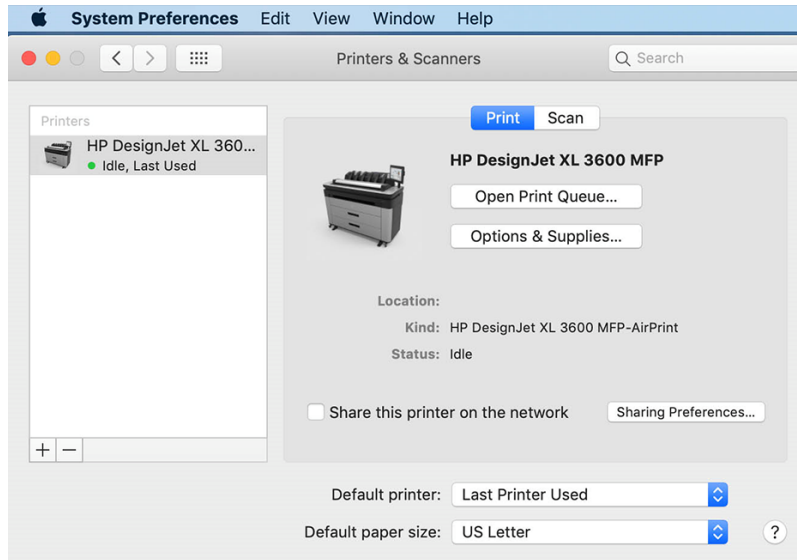 System Preferences Edit View Window Help
Printers & Scanners
Search
Printers
HP DesignJet XL 360...
Idle, Last Used
Print Scan
HP DesignJet XL 3600 MFP
Open Print Queue...
Options & Supplies...
Location:
Kind: HP DesignJet XL 3600 MFP-AirPrint
Status: Idle
Share this printer on the network
Sharing Preferences...
Default printer: Last Printer Used
Default paper size: US Letter
?